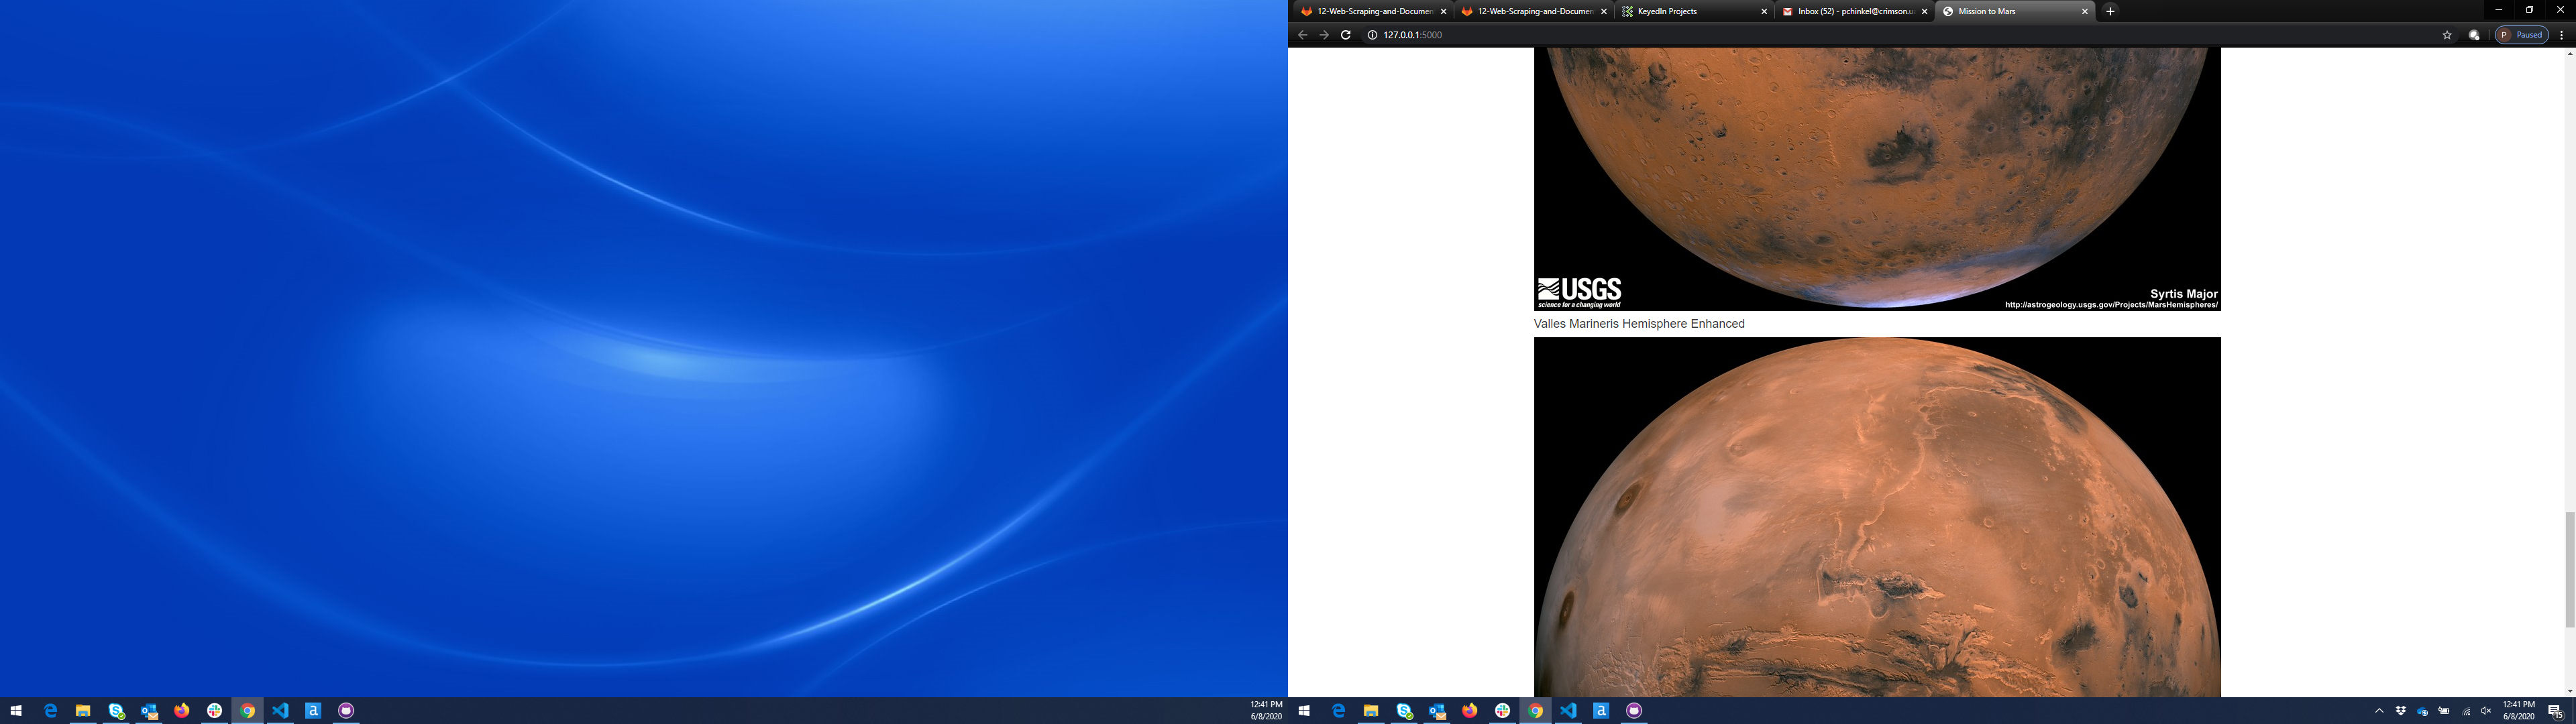 12-Web-Scraping-and-Documen
12-Web-Scraping-and-Documen
KeyedIn Projects
Inbox (52) - pchinkel@crimson.u
Mission to Mars
127.0.0.1:5000
P Paused
USGS
science for a changing world
Syrtis Major
http://astrogeology.usgs.gov/Projects/MarsHemispheres/
Valles Marineris Hemisphere Enhanced
12:41 PM
6/8/2020
12:41 PM
6/8/2020
15